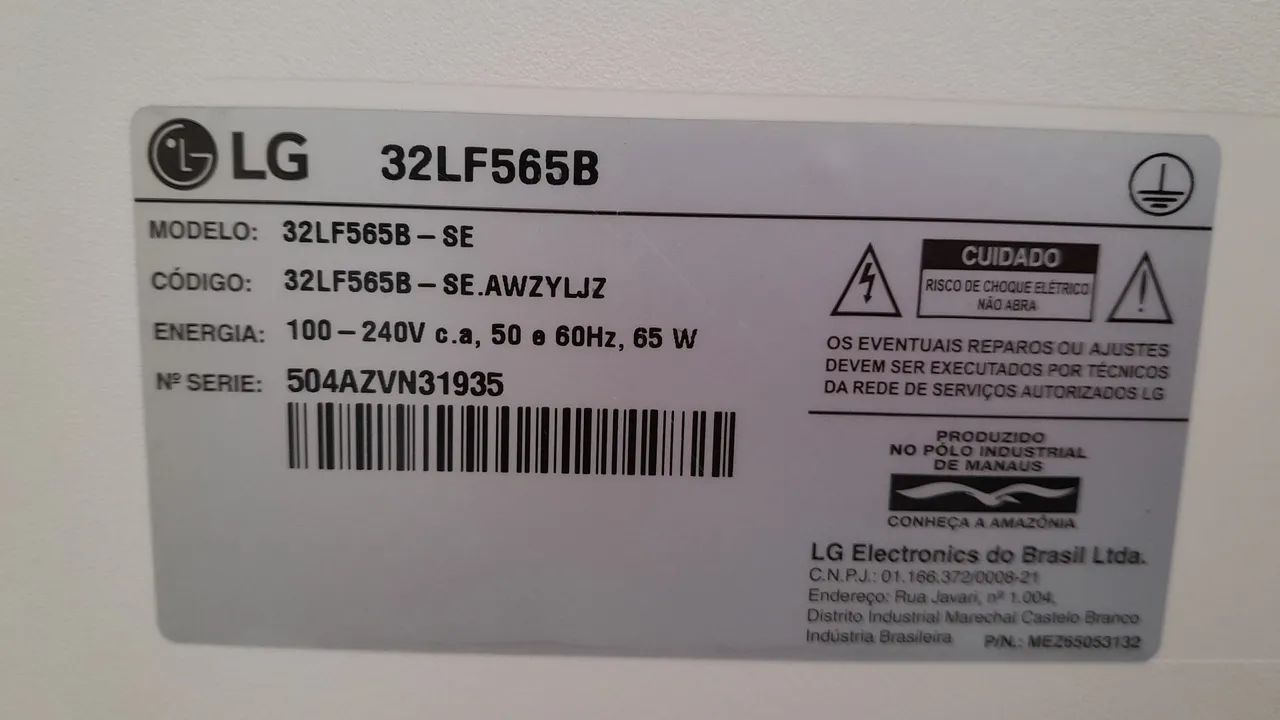 LG 32LF565B
MODELO: 32LF565B – SE
CÓDIGO: 32LF565B – SE.AWZYLJZ
ENERGIA: 100 – 240V c.a, 50 e 60Hz, 65 W
Nº SERIE: 504AZVN31935
CUIDADO
RISCO DE CHOQUE ELÉTRICO
NÃO ABRA
OS EVENTUAIS REPAROS OU AJUSTES
DEVEM SER EXECUTADOS POR TÉCNICOS
DA REDE DE SERVIÇOS AUTORIZADOS LG
PRODUZIDO
NO PÓLO INDUSTRIAL
DE MANAUS
CONHEÇA A AMAZÔNIA
LG Electronics do Brasil Ltda.
C.N.P.J.: 01.166.372/0008-21
Endereço: Rua Javari, nº 1.004,
Distrito Industrial Marechal Castelo Branco
Indústria Brasileira P/N.: MEZ65053132